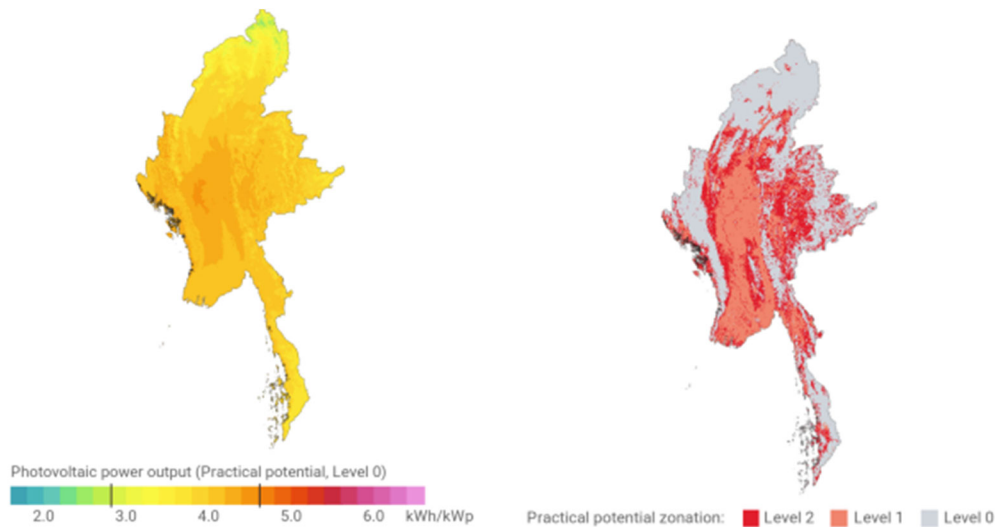 Photovoltaic power output (Practical potential, Level 0)
2.0 3.0 4.0 5.0 6.0 kWh/kWp
Practical potential zonation: Level 2 Level 1 Level 0